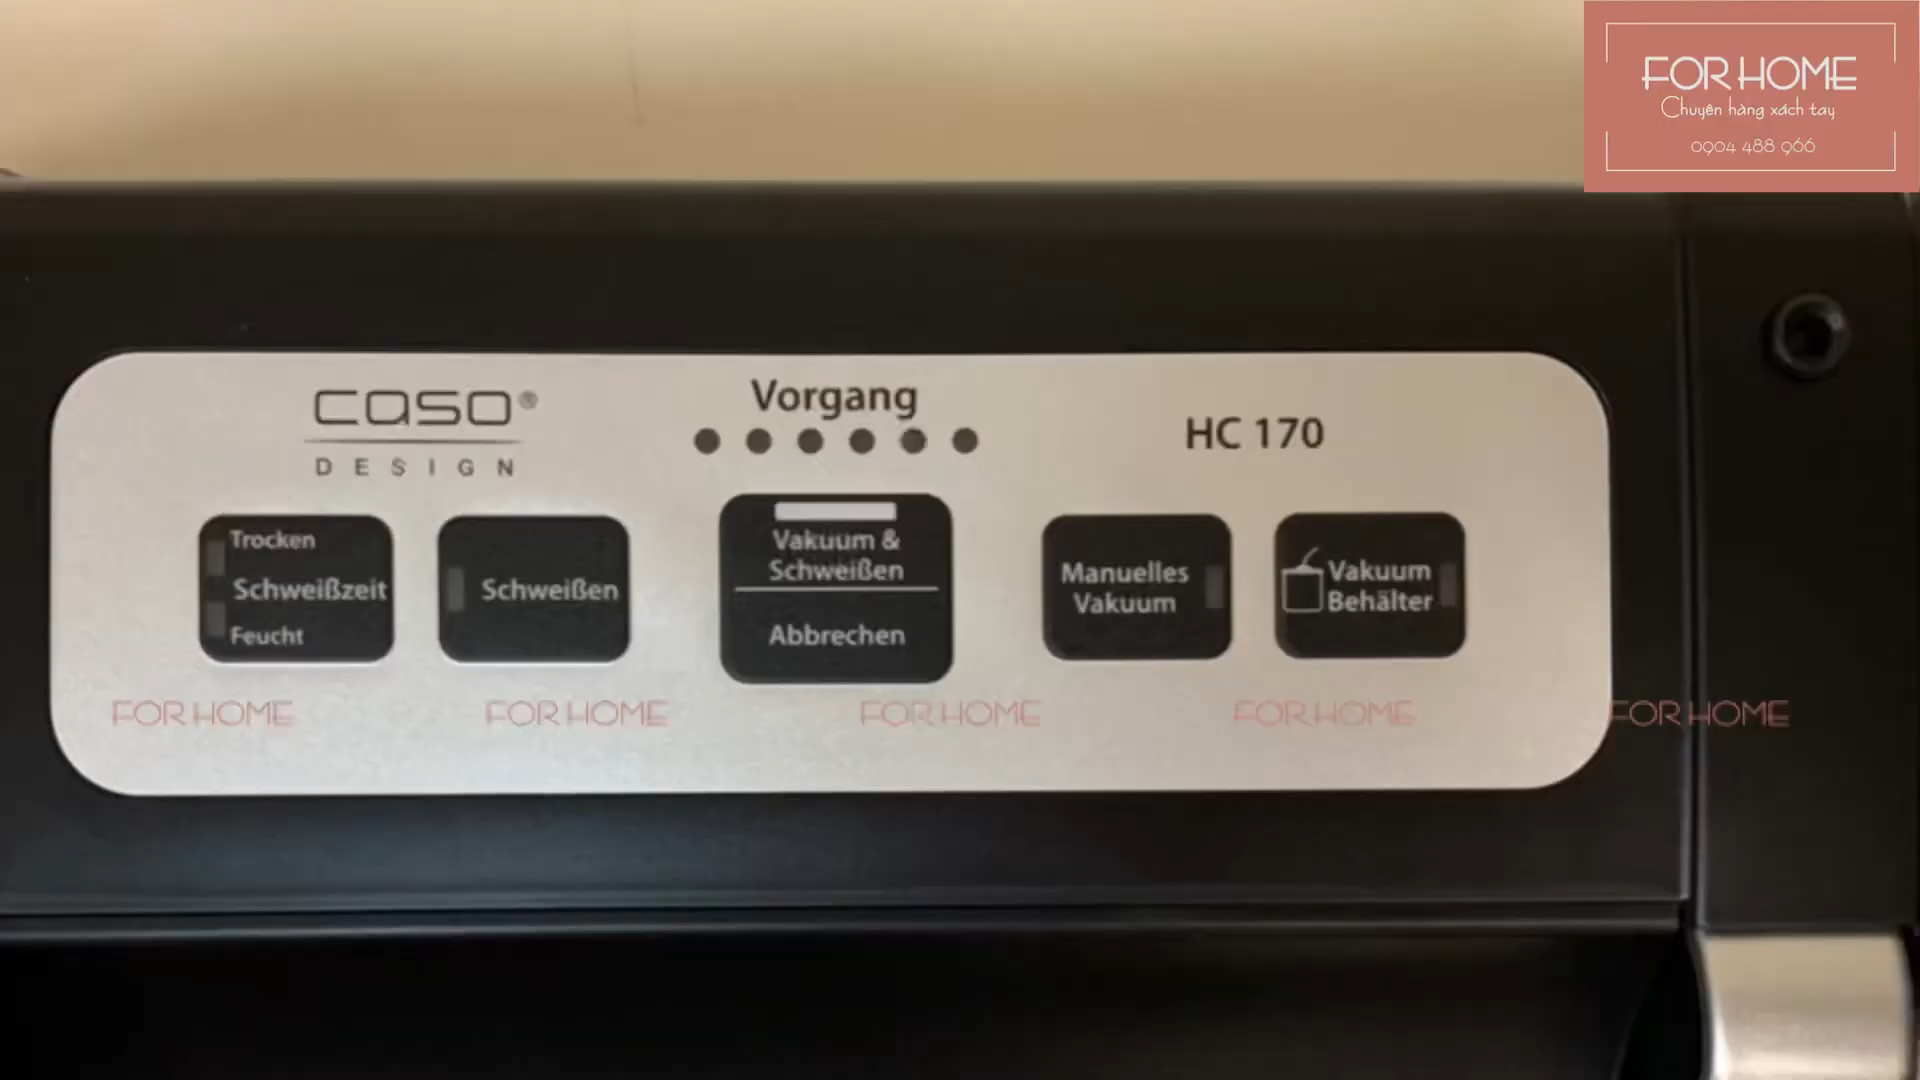 FOR HOME
Chuyên hàng xách tay
0904 488 966
caso®
DESIGN
Vorgang
HC 170
Trocken
Schweißzeit
Feucht
Schweißen
Vakuum &
Schweißen
Abbrechen
Manuelles
Vakuum
Vakuum
Behälter
FOR HOME FOR HOME FOR HOME FOR HOME FOR HOME